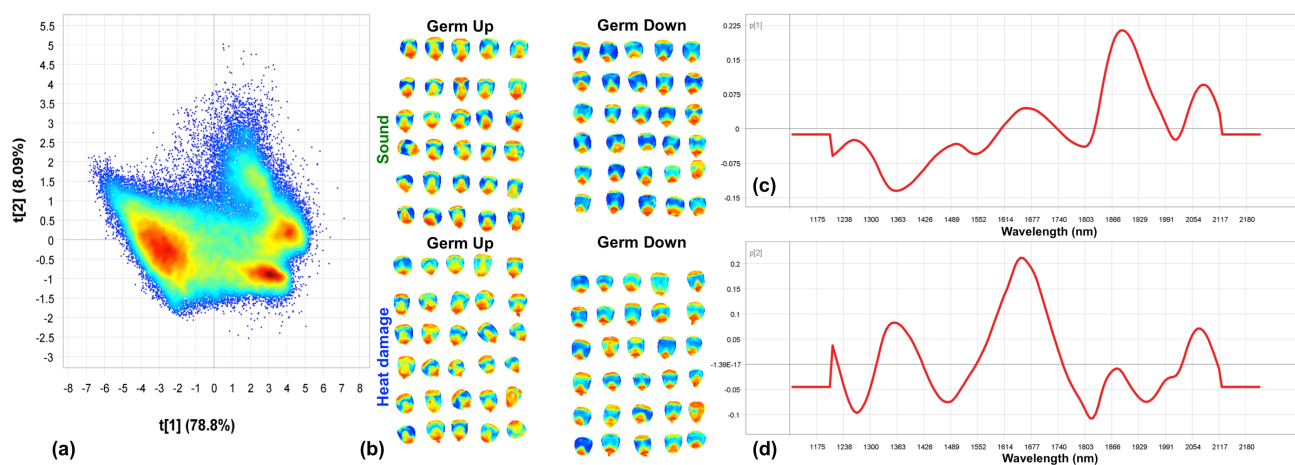 5.5
5
4.5
4
3.5
3
2.5
2
1.5
1
0.5
0
-0.5
-1
-1.5
-2
-2.5
-3
t[2] (8.09%)
-8 -7 -6 -5 -4 -3 -2 -1 0 1 2 3 4 5 6 7 8
t[1] (78.8%)
(a)
Germ Up
Germ Down
Sound
Germ Up
Germ Down
Heat damage
(b)
p[1]
0.225
0.15
0.075
0
-0.075
-0.15
(c)
1175 1238 1300 1363 1426 1489 1552 1614 1677 1740 1803 1866 1929 1991 2054 2117 2180
Wavelength (nm)
p[2]
0.2
0.15
0.1
0.05
-1.39E-17
-0.05
-0.1
1175 1238 1300 1363 1426 1489 1552 1614 1677 1740 1803 1866 1929 1991 2054 2117 2180
Wavelength (nm)
(d)